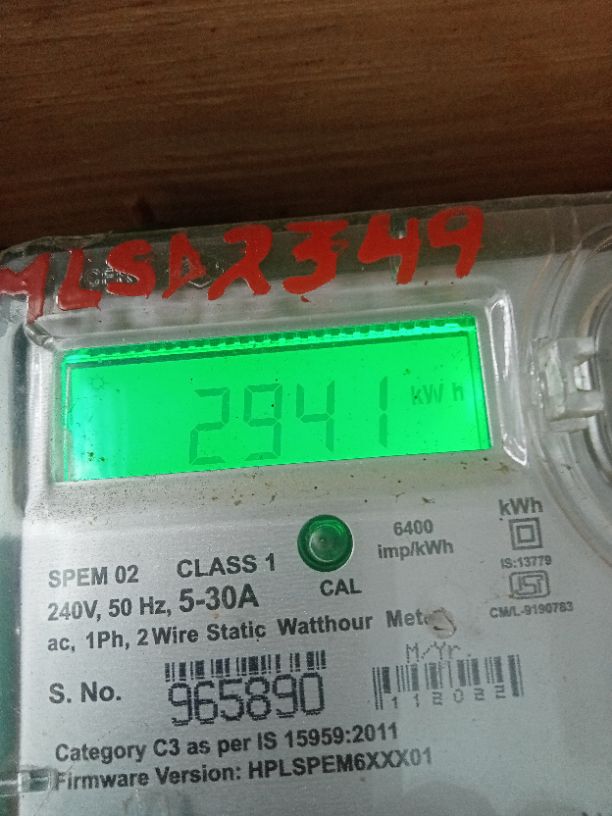 MLSD2349
2941 kWh
6400
imp/kWh
kWh
IS:13779
CM/L-9190783
SPEM 02 CLASS 1
240V, 50 Hz, 5-30A
CAL
ac, 1Ph, 2 Wire Static Watthour
M/Yr.
S. No. 965890
112022
Category C3 as per IS 15959:2011
Firmware Version: HPLSPEM6XXX01